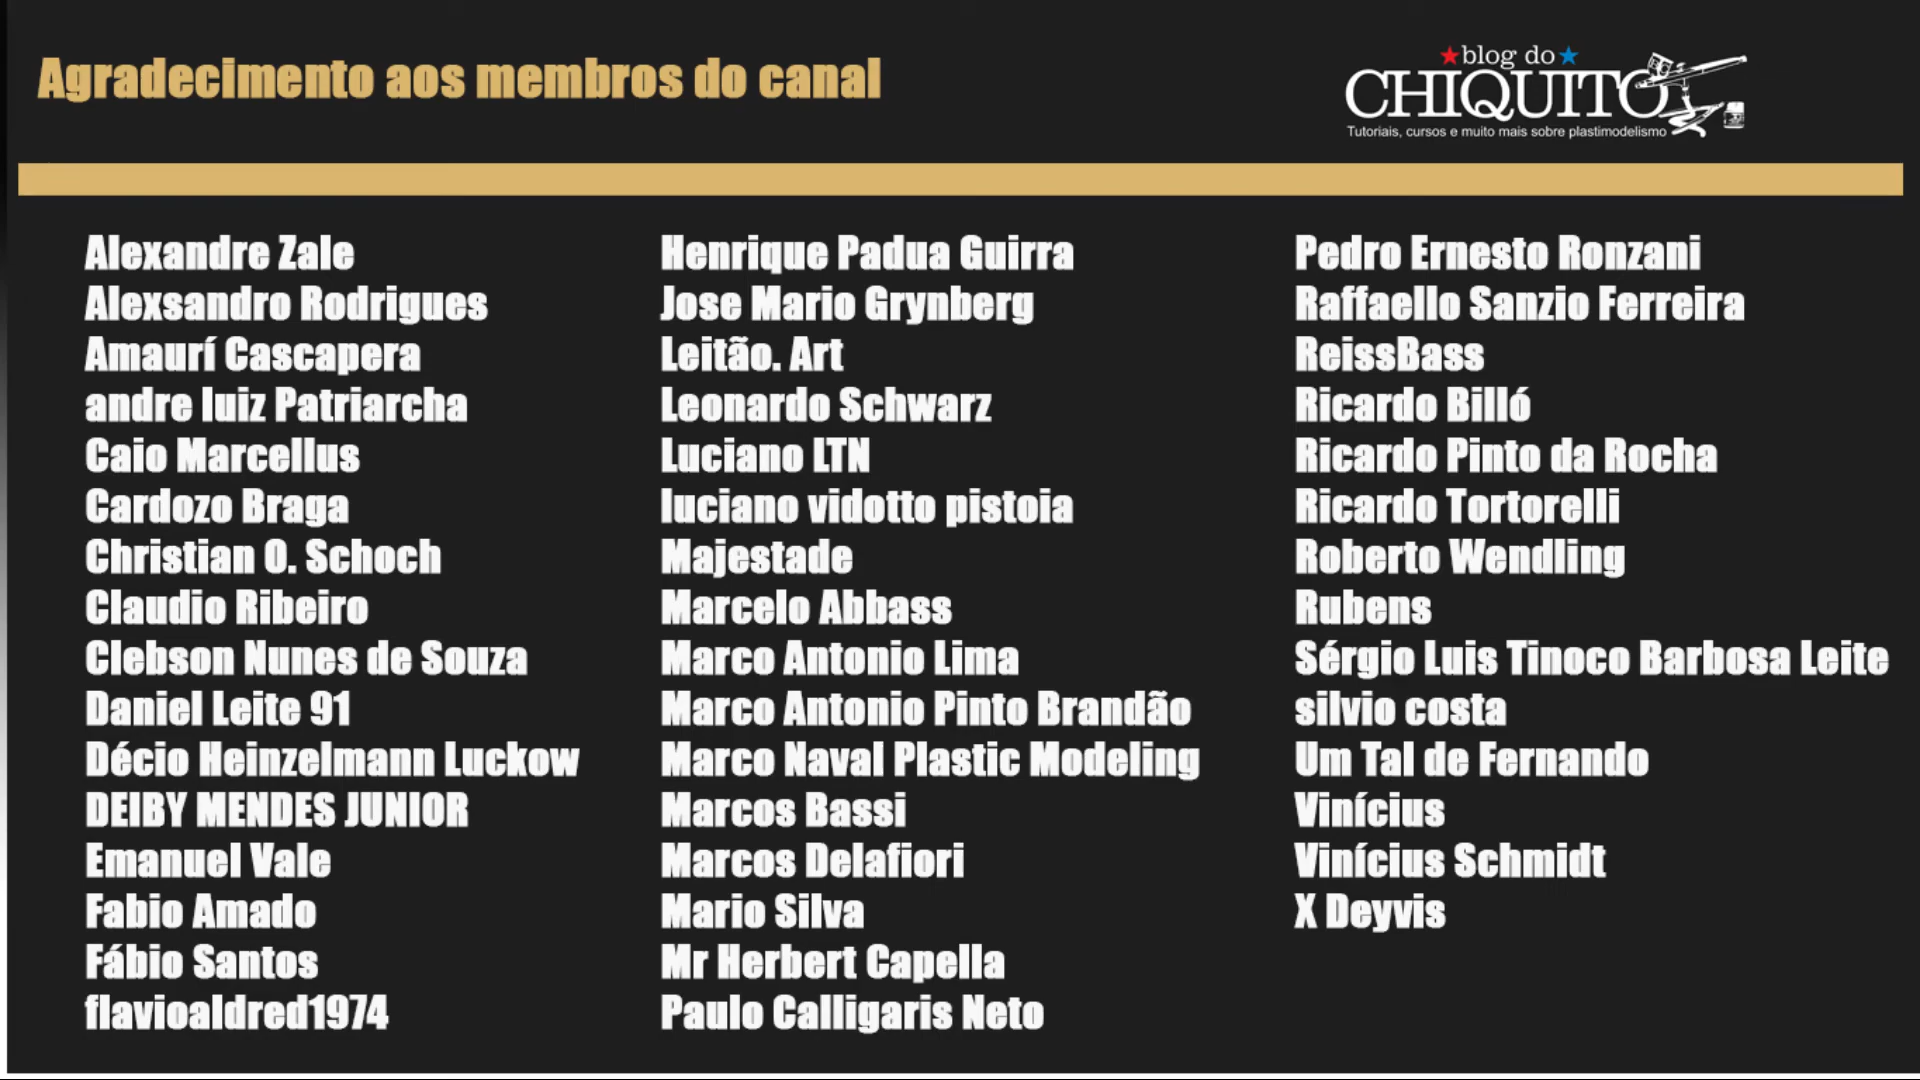 Agradecimento aos membros do canal
blog do
CHIQUITO
Tutoriais, cursos e muito mais sobre plastimodelismo
Alexandre Zale
Alexsandro Rodrigues
Amaurí Cascapera
andre luiz Patriarcha
Caio Marcellus
Cardozo Braga
Christian O. Schoch
Claudio Ribeiro
Clebson Nunes de Souza
Daniel Leite 91
Décio Heinzelmann Luckow
DEIBY MENDES JUNIOR
Emanuel Vale
Fabio Amado
Fábio Santos
flavioaldred1974
Henrique Padua Guirra
Jose Mario Grynberg
Leitão. Art
Leonardo Schwarz
Luciano LTN
luciano vidotto pistoia
Majestade
Marcelo Abbass
Marco Antonio Lima
Marco Antonio Pinto Brandão
Marco Naval Plastic Modeling
Marcos Bassi
Marcos Delafiori
Mario Silva
Mr Herbert Capella
Paulo Calligaris Neto
Pedro Ernesto Ronzani
Raffaello Sanzio Ferreira
ReissBass
Ricardo Billó
Ricardo Pinto da Rocha
Ricardo Tortorelli
Roberto Wendling
Rubens
Sérgio Luis Tinoco Barbosa Leite
silvio costa
Um Tal de Fernando
Vinícius
Vinícius Schmidt
X Deyvis